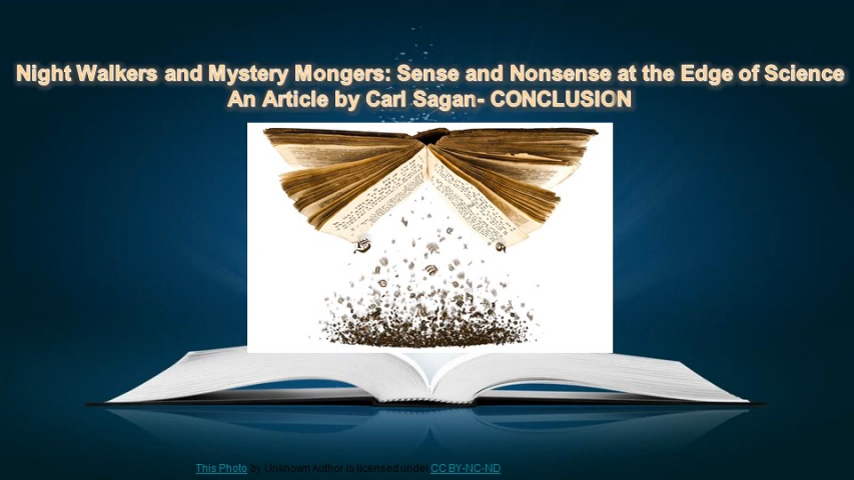 Night Walkers and Mystery Mongers: Sense and Nonsense at the Edge of Science
An Article by Carl Sagan- CONCLUSION
This Photo by Unknown Author is licensed under CC BY-NC-ND